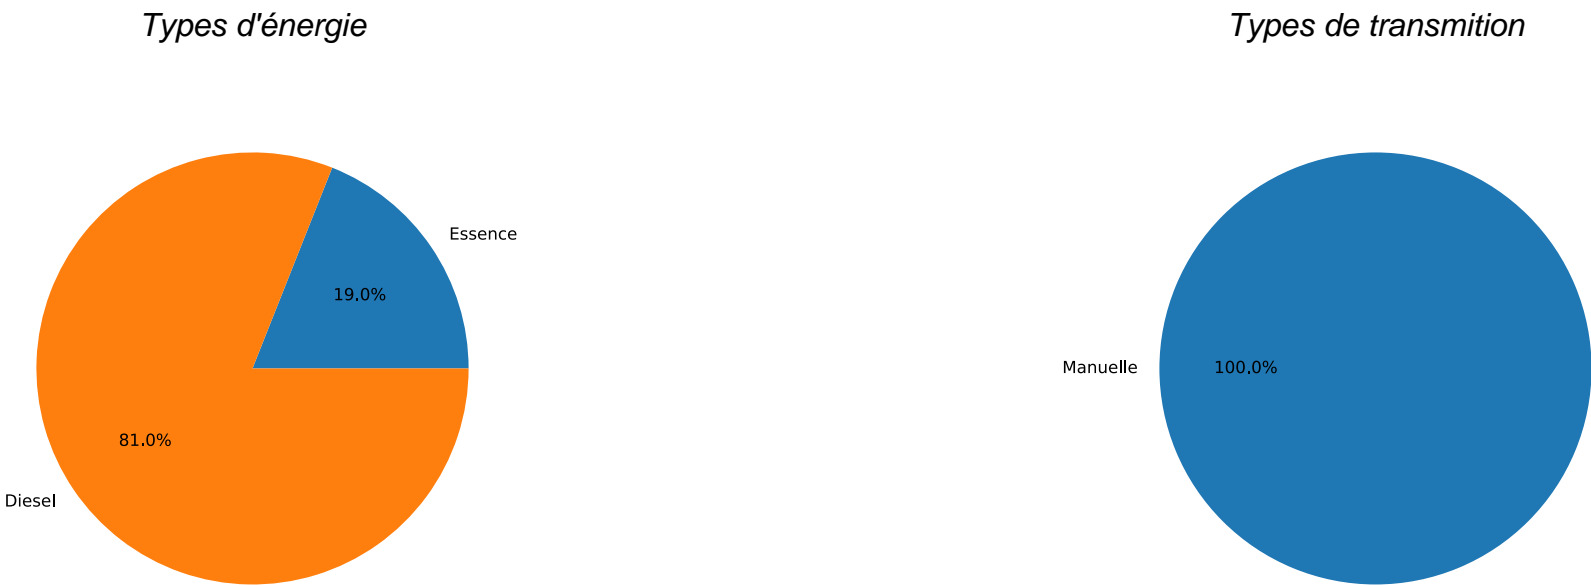 Types d'énergie
Types de transmition
Essence
19.0%
81.0%
Diesel
Manuelle
100.0%